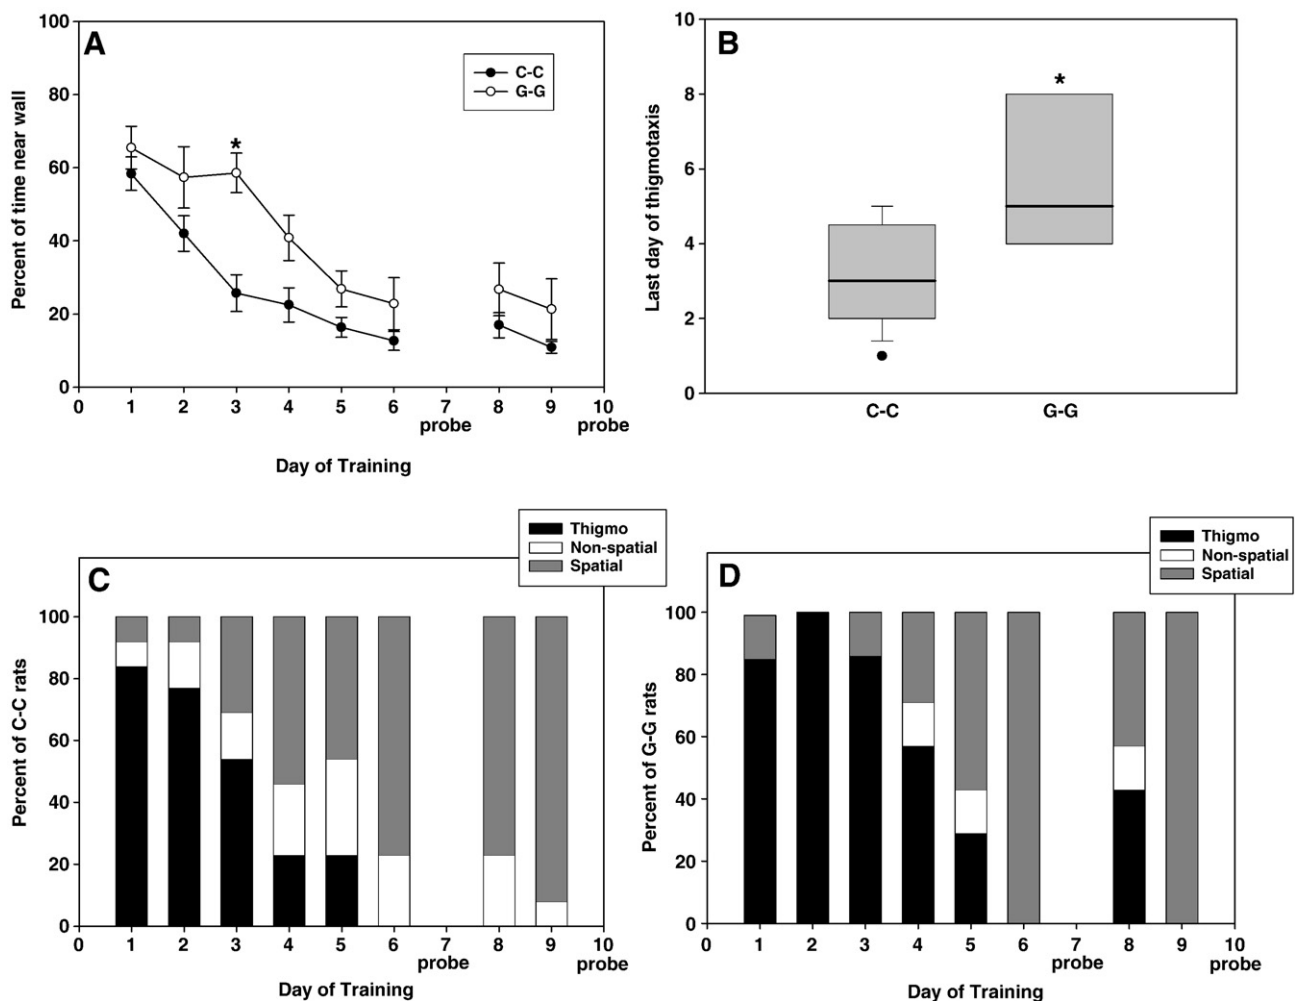 A
Percent of time near wall
100
80
60
40
20
0
C-C
G-G
*
0 1 2 3 4 5 6 7 8 9 10
probe probe
Day of Training
B
Last day of thigmotaxis
10
8
6
4
2
0
*
C-C G-G
C
Thigmo
Non-spatial
Spatial
Percent of C-C rats
100
80
60
40
20
0
0 1 2 3 4 5 6 7 8 9 10
probe probe
Day of Training
D
Thigmo
Non-spatial
Spatial
Percent of G-G rats
100
80
60
40
20
0
0 1 2 3 4 5 6 7 8 9 10
probe probe
Day of Training